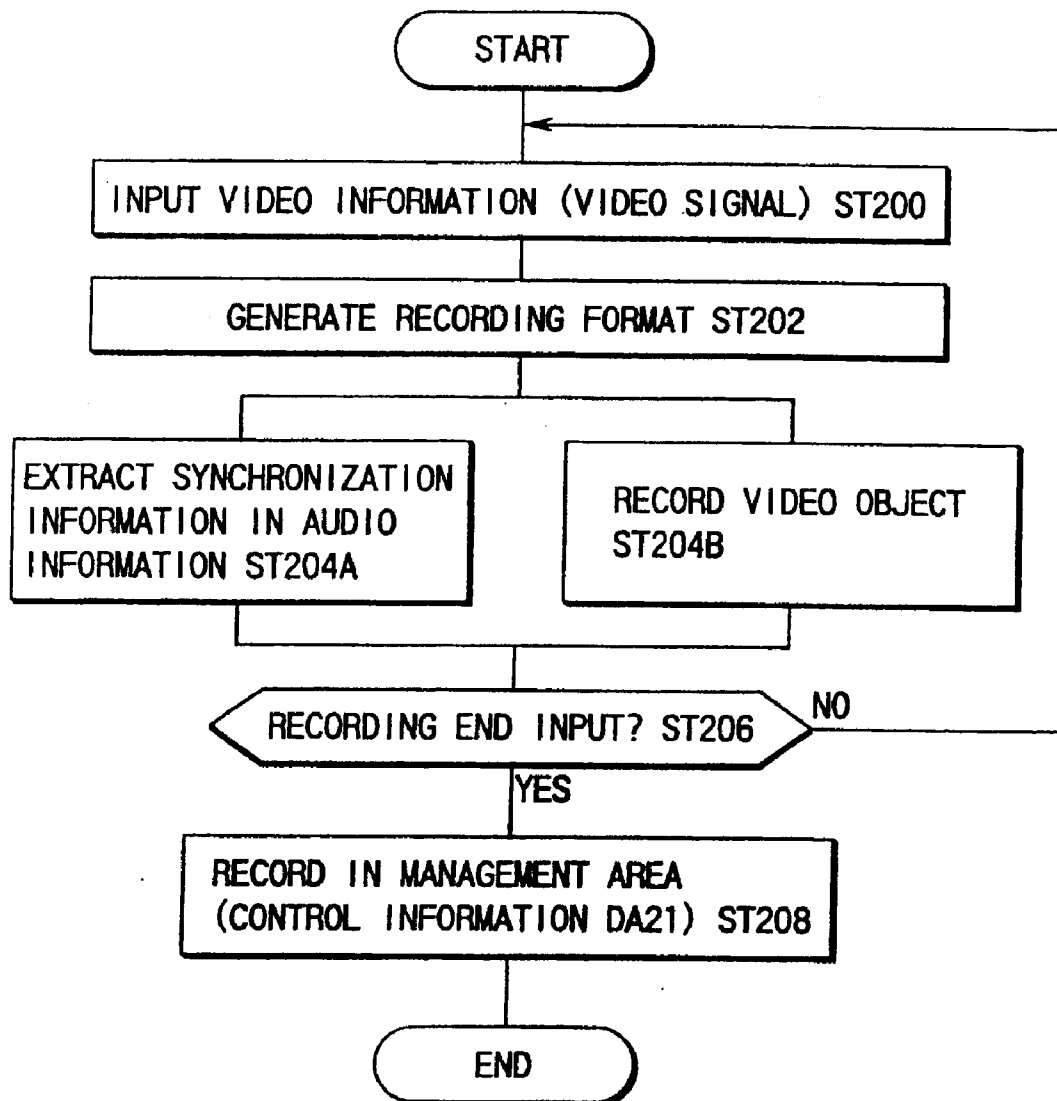 START
INPUT VIDEO INFORMATION (VIDEO SIGNAL) ST200
GENERATE RECORDING FORMAT ST202
EXTRACT SYNCHRONIZATION
INFORMATION IN AUDIO
INFORMATION ST204A
RECORD VIDEO OBJECT
ST204B
RECORDING END INPUT? ST206
NO
YES
RECORD IN MANAGEMENT AREA
(CONTROL INFORMATION DA21) ST208
END